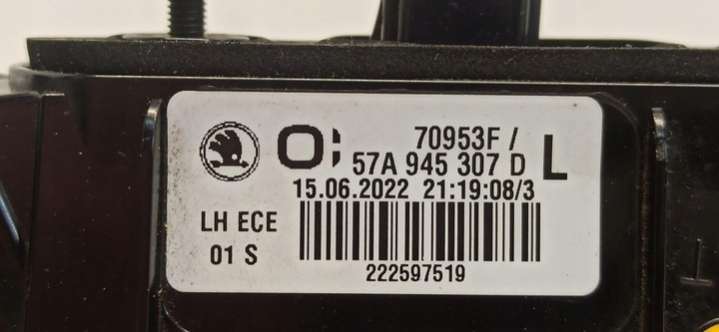 70953F /
57A 945 307 D L
15.06.2022 21:19:08/3
LH ECE
01 S
222597519